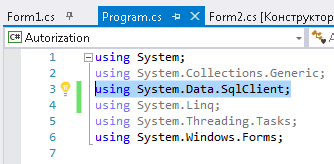 Form1.cs Program.cs Form2.cs [Конструктор
C# Autorization
1 using System;
2 using System.Collections.Generic;
3 using System.Data.SqlClient;
4 using System.Linq;
5 using System.Threading.Tasks;
6 using System.Windows.Forms;